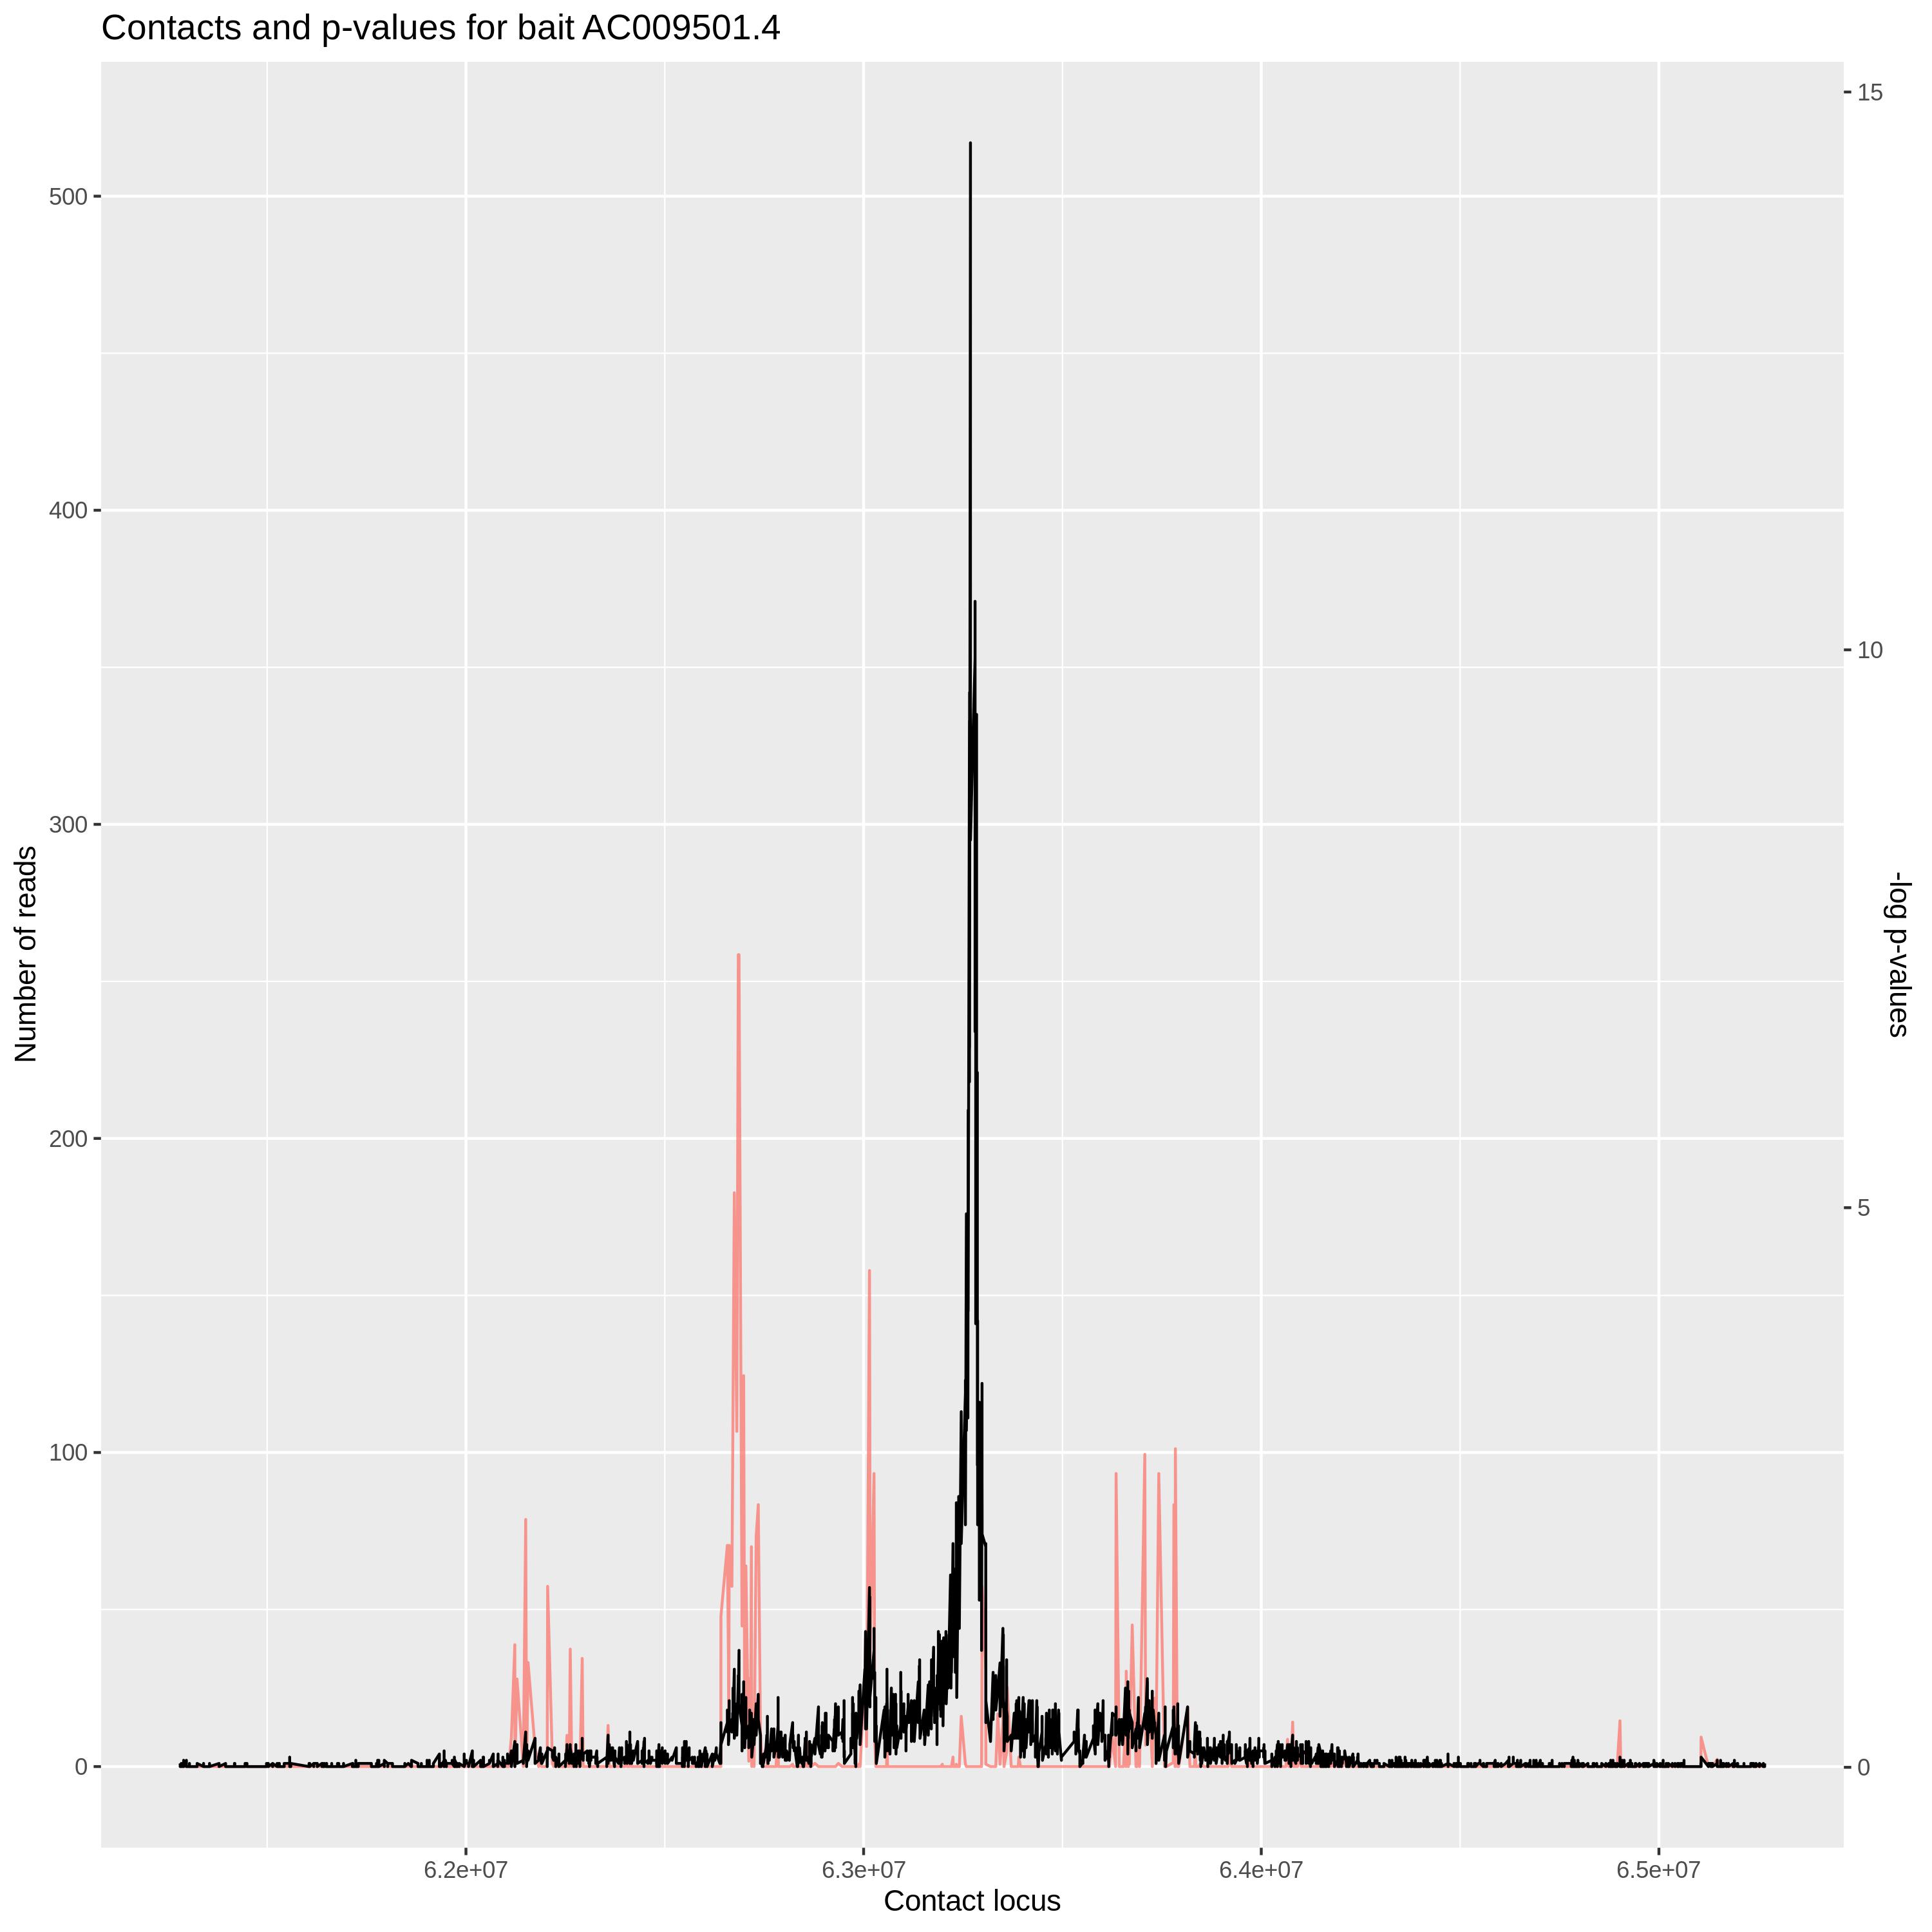 Contacts and p-values for bait AC009501.4
500
400
300
200
100
0
Number of reads
15
10
5
0
-log p-values
6.2e+07
6.3e+07
6.4e+07
6.5e+07
Contact locus